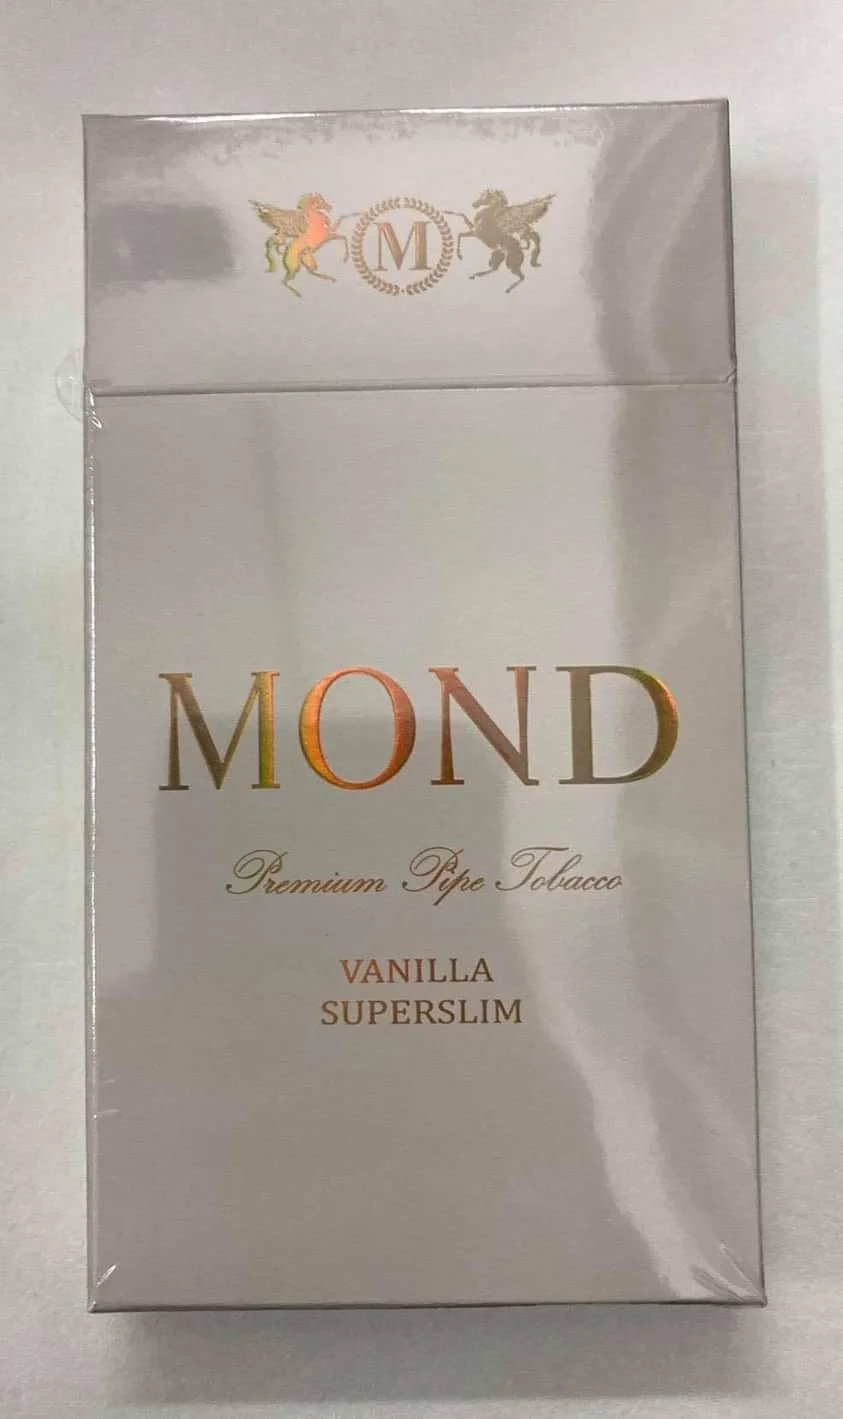 M
MOND
Premium Pipe Tobacco
VANILLA
SUPERSLIM